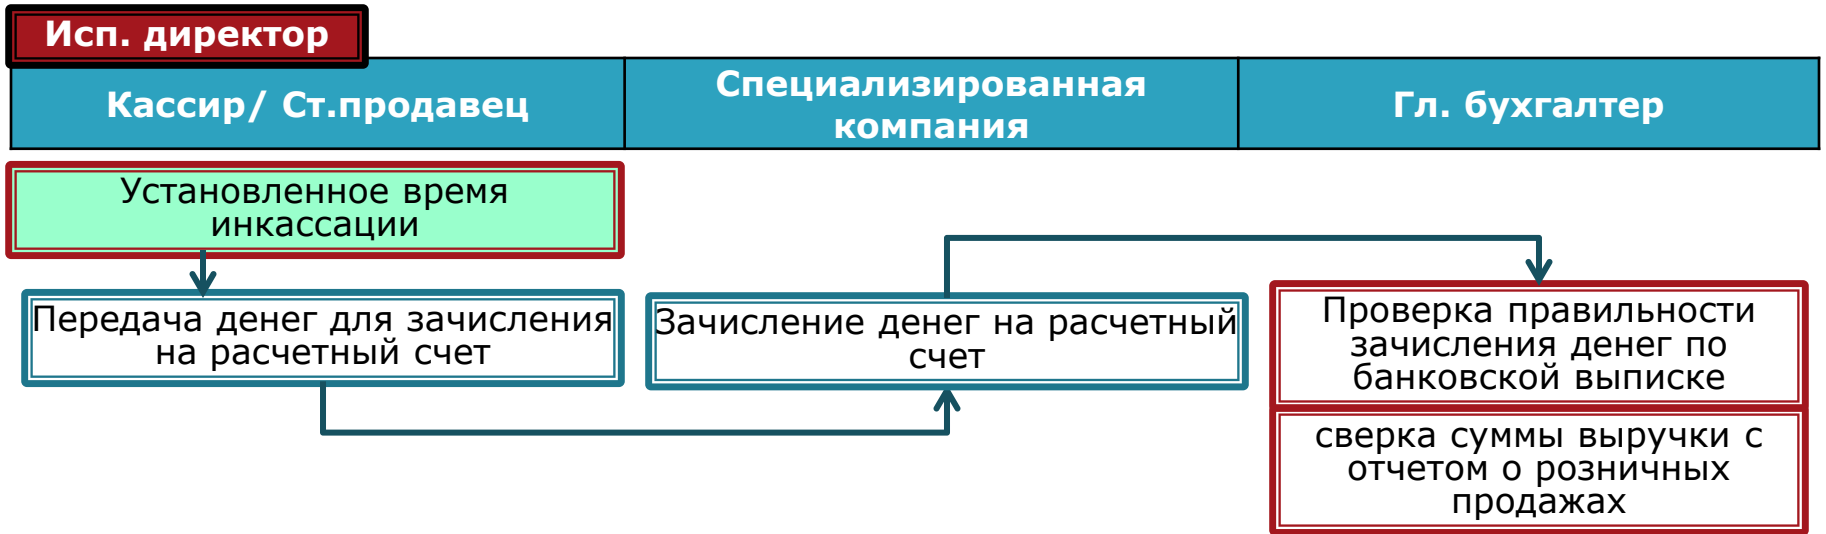 Исп. директор
Кассир/ Ст.продавец
Специализированная
компания
Гл. бухгалтер
Установленное время
инкассации
Передача денег для зачисления
на расчетный счет
Зачисление денег на расчетный
счет
Проверка правильности
зачисления денег по
банковской выписке
сверка суммы выручки с
отчетом о розничных
продажах